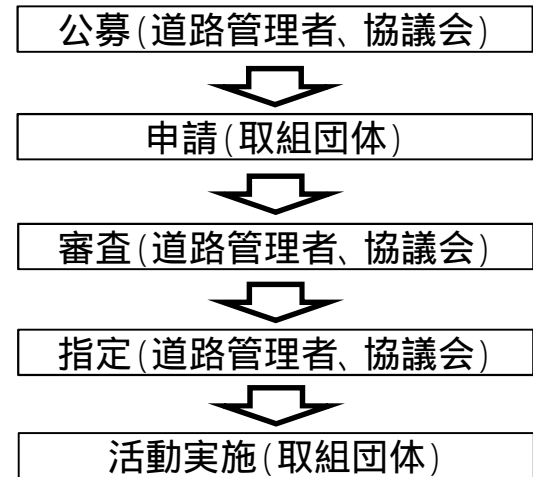 公募(道路管理者、協議会)
申請(取組団体)
審査(道路管理者、協議会)
指定(道路管理者、協議会)
活動実施(取組団体)